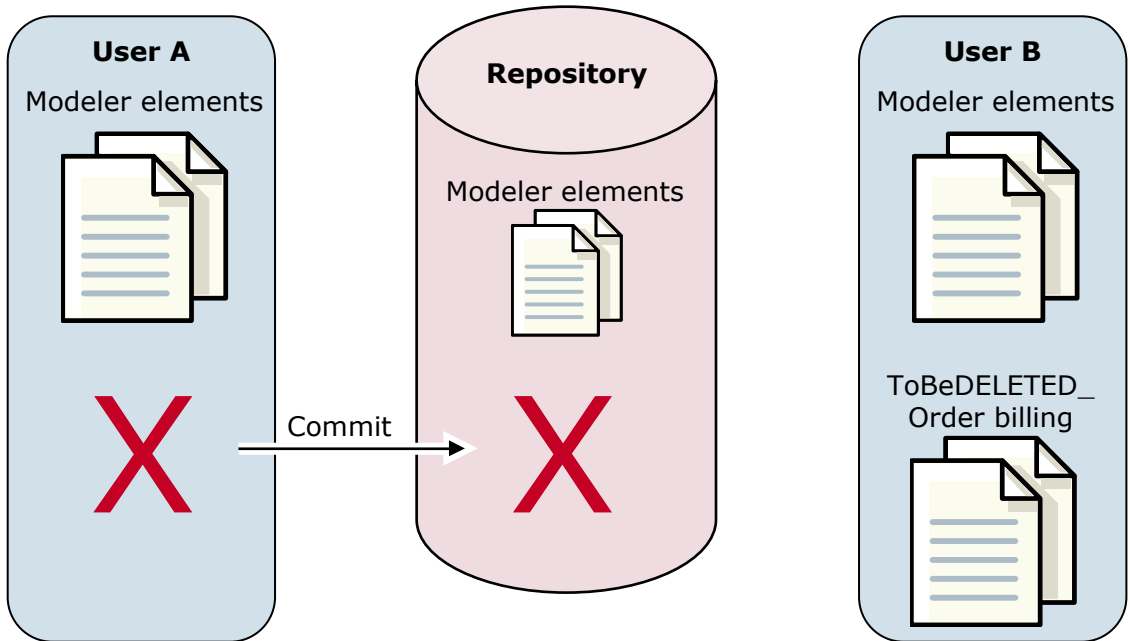 User A
Modeler elements
Commit
Repository
Modeler elements
User B
Modeler elements
ToBeDELETED_
Order billing